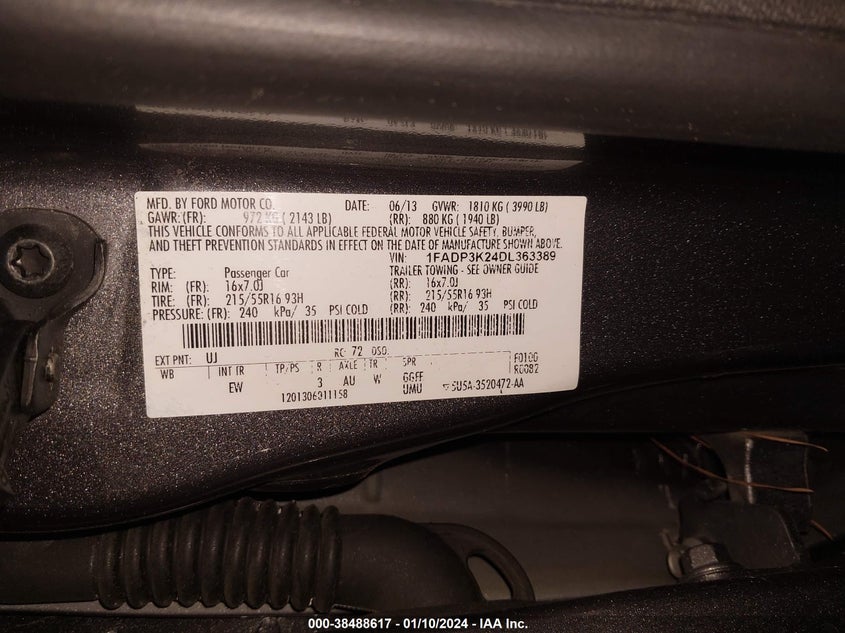 MFD. BY FORD MOTOR CO. DATE: 06/13 GVWR: 1810 KG ( 3990 LB)
GAWR: (FR): 972 KG ( 2143 LB) (RR): 880 KG ( 1940 LB)
THIS VEHICLE CONFORMS TO ALL APPLICABLE FEDERAL MOTOR VEHICLE SAFETY, BUMPER,
AND THEFT PREVENTION STANDARDS IN EFFECT ON THE DATE OF MANUFACTURE SHOWN ABOVE.
VIN: 1FADP3K24DL363389
TYPE: Passenger Car TRAILER TOWING - SEE OWNER GUIDE
RIM: (FR): 16x7.0J (RR): 16x7.0J
TIRE: (FR): 215/55R16 93H (RR): 215/55R16 93H
PRESSURE: (FR): 240 kPa/ 35 PSI COLD (RR): 240 kPa/ 35 PSI COLD
EXT PNT: UJ RC: 72 DSO:
WB INT TR TP/PS R AXLE TR SPR F0106
R0082
EW 3 AU W GGFF
UMU
1201306311158 5U5A-3520472-AA
000-38488617 - 01/10/2024 - IAA Inc.